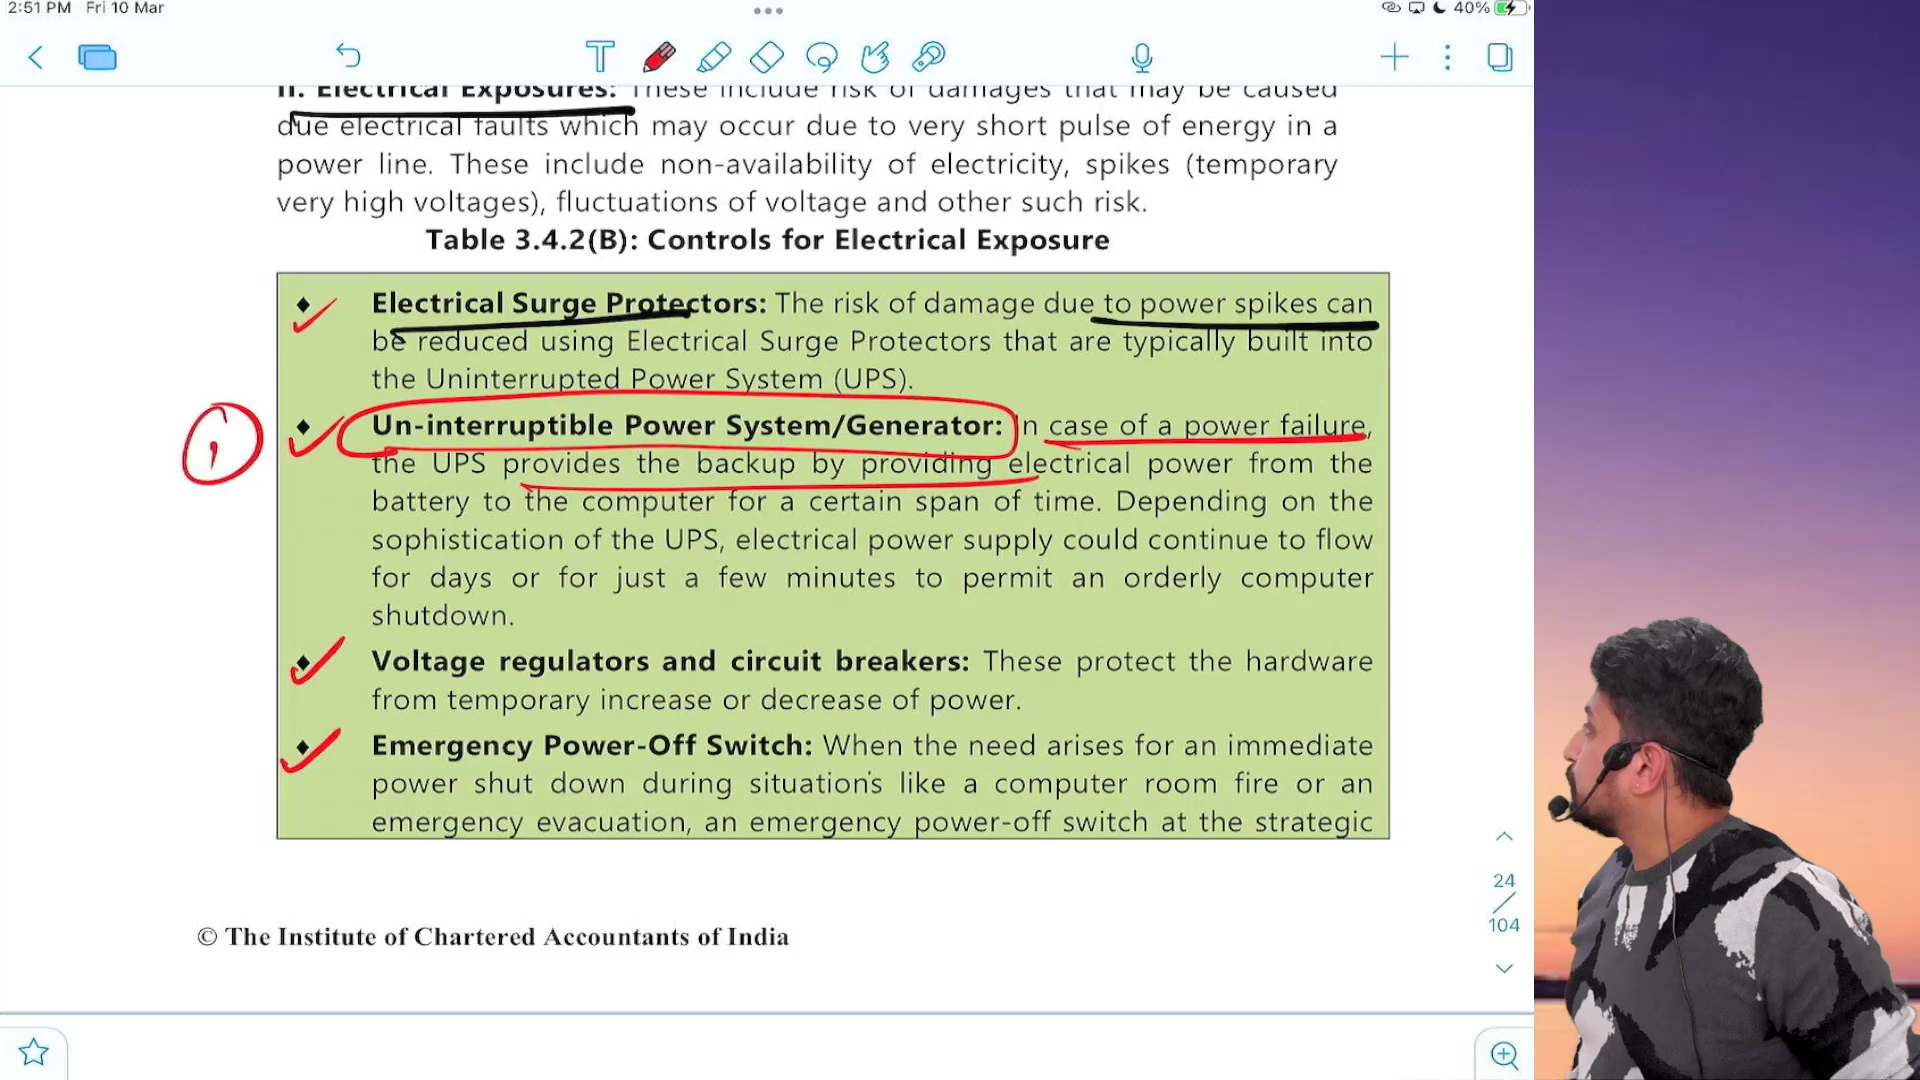 2:51 PM Fri 10 Mar
40%
II. Electrical Exposures: These include risk of damages that may be caused
due electrical faults which may occur due to very short pulse of energy in a
power line. These include non-availability of electricity, spikes (temporary
very high voltages), fluctuations of voltage and other such risk.
Table 3.4.2(B): Controls for Electrical Exposure
♦ Electrical Surge Protectors: The risk of damage due to power spikes can
be reduced using Electrical Surge Protectors that are typically built into
the Uninterrupted Power System (UPS).
♦ Un-interruptible Power System/Generator: In case of a power failure,
the UPS provides the backup by providing electrical power from the
battery to the computer for a certain span of time. Depending on the
sophistication of the UPS, electrical power supply could continue to flow
for days or for just a few minutes to permit an orderly computer
shutdown.
♦ Voltage regulators and circuit breakers: These protect the hardware
from temporary increase or decrease of power.
♦ Emergency Power-Off Switch: When the need arises for an immediate
power shut down during situations like a computer room fire or an
emergency evacuation, an emergency power-off switch at the strategic
24
/
104
© The Institute of Chartered Accountants of India